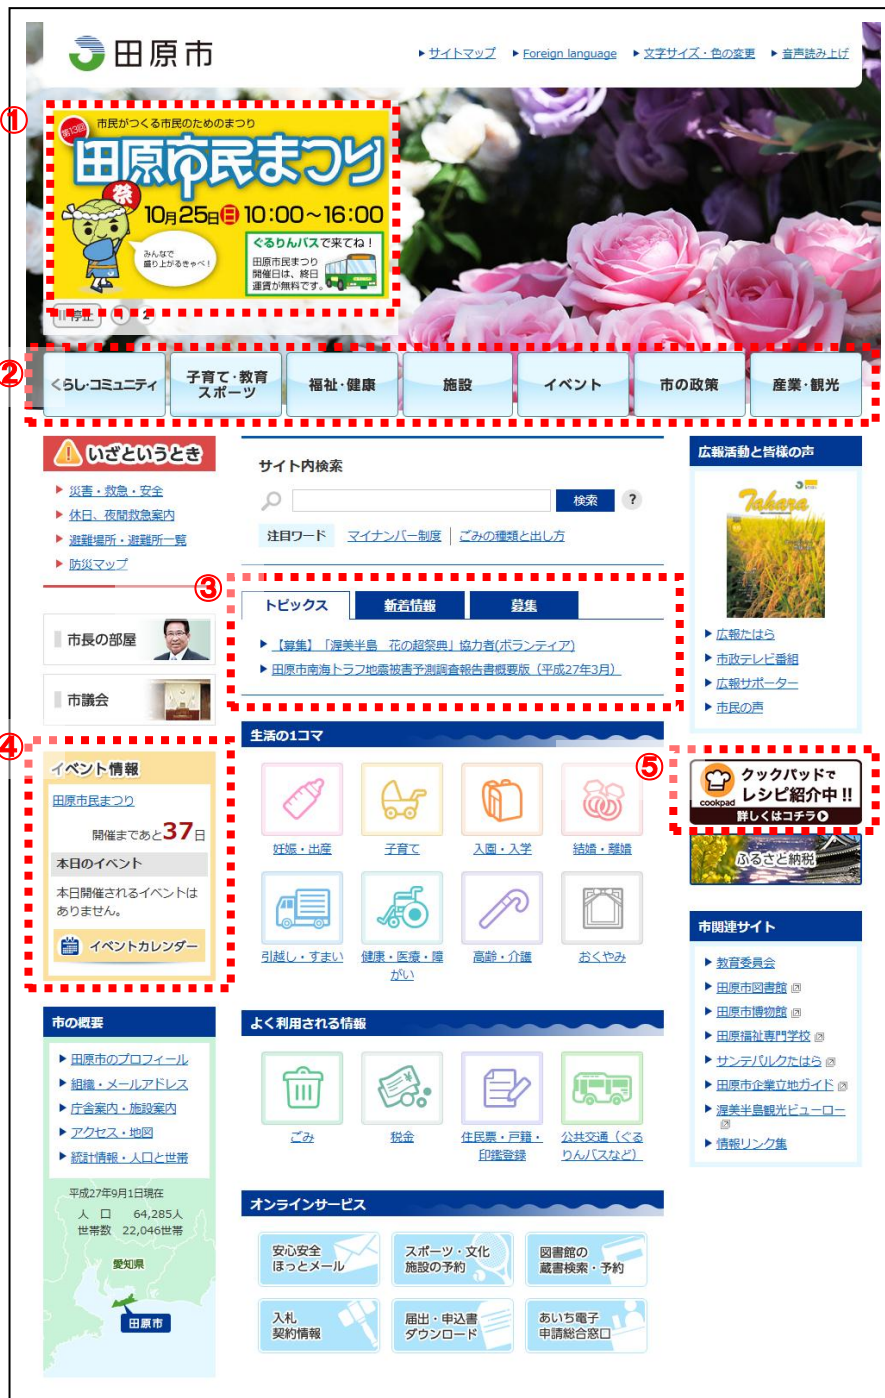 田原市
サイトマップ
Foreign language
文字サイズ・色の変更
音声読み上げ
①
第13回
市民がつくる市民のためのまつり
田原市民まつり
祭
10月25日日10:00～16:00
みんなで
盛り上がるきゃべ！
ぐるりんバスで来てね！
田原市民まつり
開催日は、終日
運賃が無料です。
停止
1
2
②
くらし・コミュニティ
子育て・教育
スポーツ
福祉・健康
施設
イベント
市の政策
産業・観光
いざというとき
災害・救急・安全
休日、夜間救急案内
避難場所・避難所一覧
防災マップ
市長の部屋
市議会
④
イベント情報
田原市民まつり
開催まであと37日
本日のイベント
本日開催されるイベントは
ありません。
イベントカレンダー
市の概要
田原市のプロフィール
組織・メールアドレス
庁舎案内・施設案内
アクセス・地図
統計情報・人口と世帯
平成27年9月1日現在
人 口 64,285人
世帯数 22,046世帯
愛知県
田原市
サイト内検索
検索
?
注目ワード
マイナンバー制度
ごみの種類と出し方
③
トピックス
新着情報
募集
【募集】「渥美半島 花の超祭典」協力者(ボランティア)
田原市南海トラフ地震被害予測調査報告書概要版（平成27年3月）
生活の1コマ
妊娠・出産
子育て
入園・入学
結婚・離婚
引越し・すまい
健康・医療・障
がい
高齢・介護
おくやみ
よく利用される情報
ごみ
税金
住民票・戸籍・
印鑑登録
公共交通（ぐる
りんバスなど）
オンラインサービス
安心安全
ほっとメール
スポーツ・文化
施設の予約
図書館の
蔵書検索・予約
入札
契約情報
届出・申込書
ダウンロード
あいち電子
申請総合窓口
広報活動と皆様の声
Tahara
広報たはら
市政テレビ番組
広報サポーター
市民の声
⑤
cookpad
クックパッドで
レシピ紹介中!!
詳しくはコチラ
ふるさと納税
市関連サイト
教育委員会
田原市図書館
田原市博物館
田原福祉専門学校
サンテパルクたはら
田原市企業立地ガイド
渥美半島観光ビューロー
情報リンク集